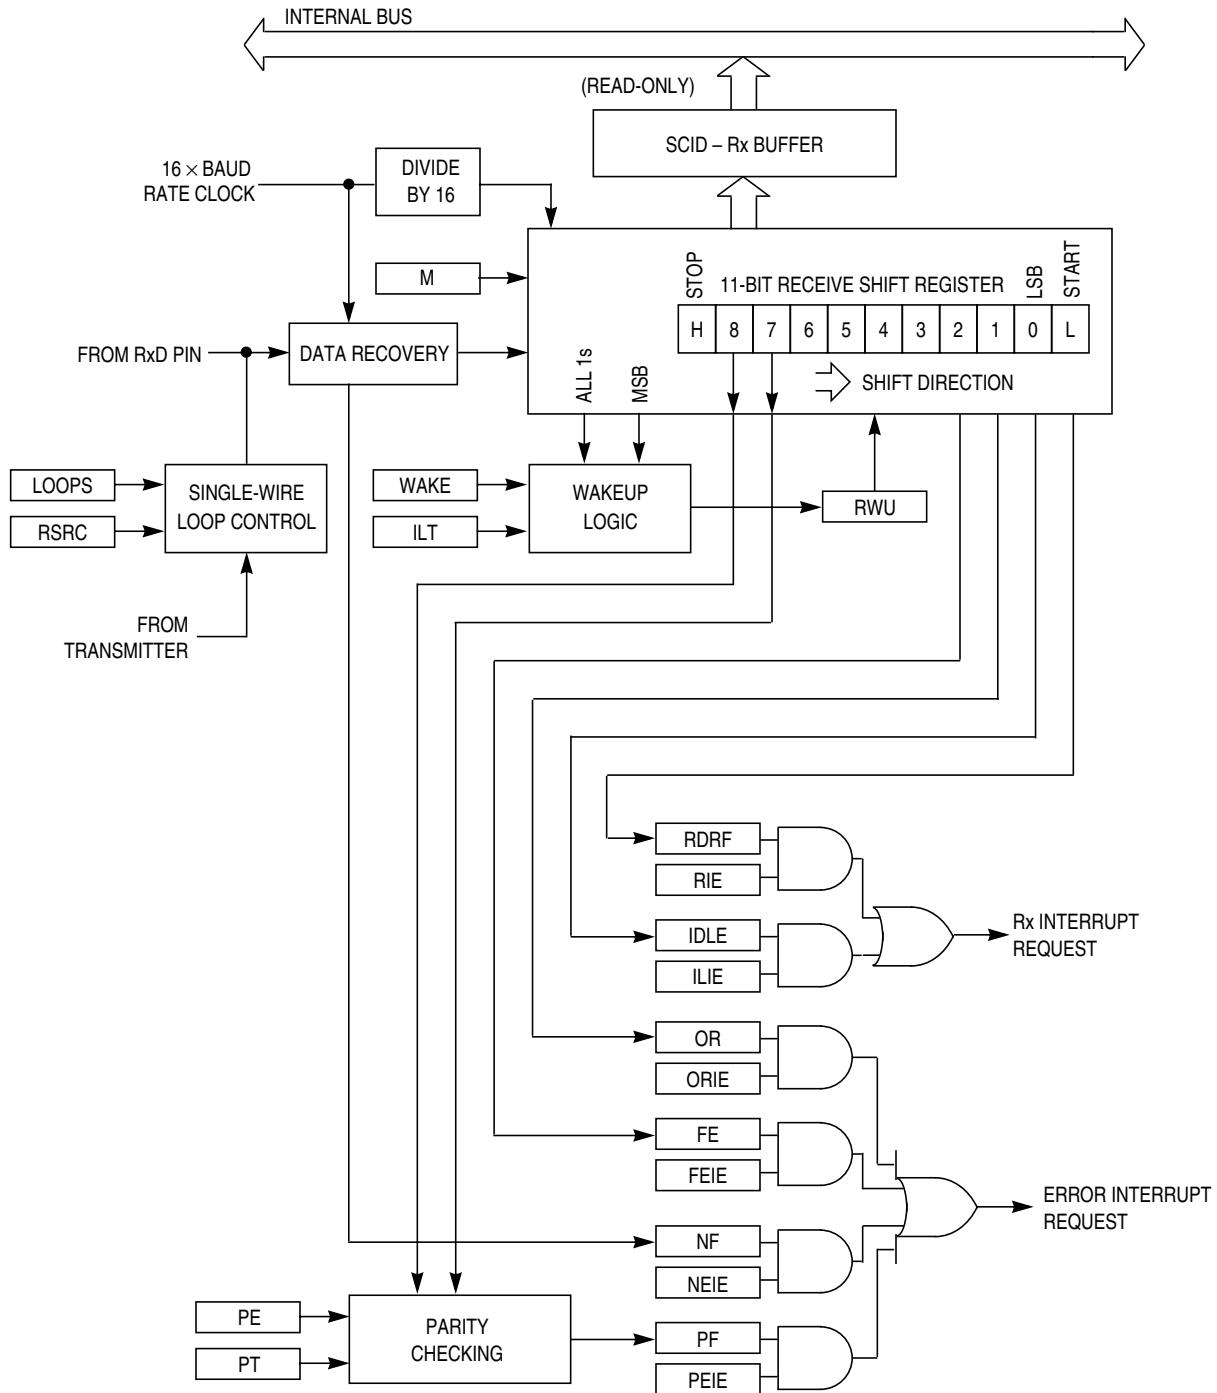 INTERNAL BUS
(READ-ONLY)
SCID – Rx BUFFER
16 × BAUD
RATE CLOCK
DIVIDE
BY 16
M
STOP
11-BIT RECEIVE SHIFT REGISTER
LSB
START
H 8 7 6 5 4 3 2 1 0 L
FROM RxD PIN
DATA RECOVERY
ALL 1s
MSB
SHIFT DIRECTION
LOOPS
RSRC
SINGLE-WIRE
LOOP CONTROL
WAKE
ILT
WAKEUP
LOGIC
RWU
FROM
TRANSMITTER
RDRF
RIE
IDLE
ILIE
Rx INTERRUPT
REQUEST
OR
ORIE
FE
FEIE
ERROR INTERRUPT
REQUEST
NF
NEIE
PE
PT
PARITY
CHECKING
PF
PEIE